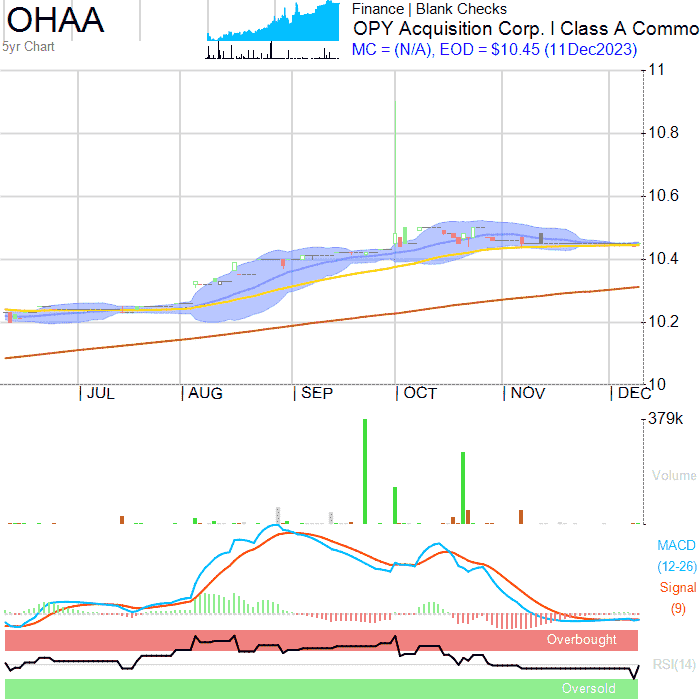 OHAA
5yr Chart
Finance | Blank Checks
OPY Acquisition Corp. I Class A Commo
MC = (N/A), EOD = $10.45 (11Dec2023)
11
10.8
10.6
10.4
10.2
10
JUL
AUG
SEP
OCT
NOV
DEC
379k
Volume
MACD
(12-26)
Signal
(9)
Overbought
RSI(14)
Oversold